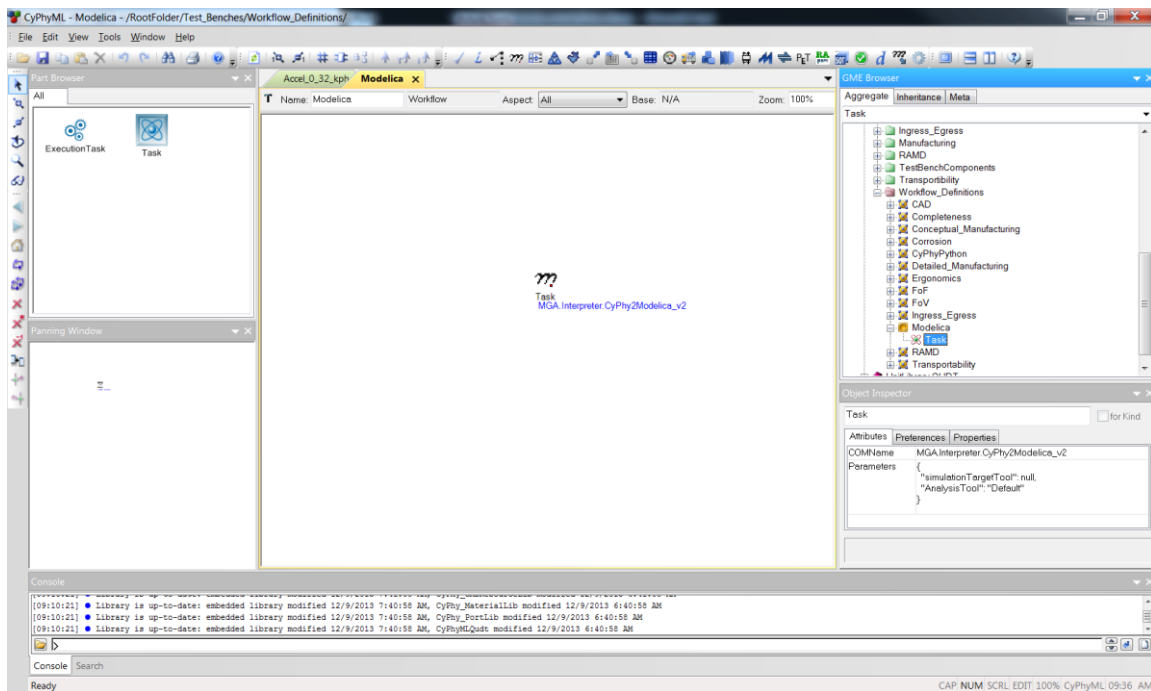 CyPhyML - Modelica - /RootFolder/Test_Benches/Workflow_Definitions/
File Edit View Tools Window Help
Part Browser
All
ExecutionTask
Task
Panning Window
Accel_0_32_kph
Modelica
Name: Modelica Workflow Aspect: All Base: N/A Zoom: 100%
Task
MGA.Interpreter.CyPhy2Modelica_v2
GME Browser
Aggregate Inheritance Meta
Task
Ingress_Egress
Manufacturing
RAMD
TestBenchComponents
Transportibility
Workflow_Definitions
CAD
Completeness
Conceptual_Manufacturing
Corrosion
CyPhyPython
Detailed_Manufacturing
Ergonomics
FoF
FoV
Ingress_Egress
Modelica
Task
RAMD
Transportability
Object Inspector
Task
for Kind
Attributes Preferences Properties
COMName MGA.Interpreter.CyPhy2Modelica_v2
Parameters {
"simulationTargetTool": null,
"AnalysisTool": "Default"
}
Console
[09:10:21] Library is up-to-date: embedded library modified 12/9/2013 7:40:58 AM, CyPhy_MaterialLib modified 12/9/2013 6:40:58 AM
[09:10:21] Library is up-to-date: embedded library modified 12/9/2013 7:40:58 AM, CyPhy_PortLib modified 12/9/2013 6:40:58 AM
[09:10:21] Library is up-to-date: embedded library modified 12/9/2013 7:40:58 AM, CyPhyMLQudt modified 12/9/2013 6:40:58 AM
Console Search
Ready
CAP NUM SCRL EDIT 100% CyPhyML 09:36 AM